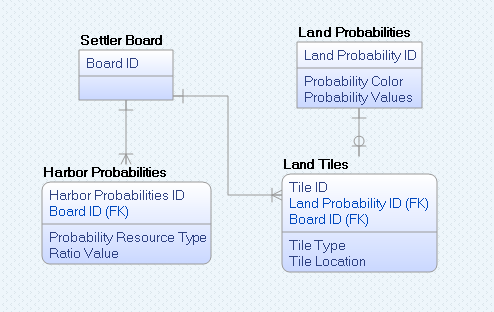 Settler Board
Board ID
Land Probabilities
Land Probability ID
Probability Color
Probability Values
Harbor Probabilities
Harbor Probabilities ID
Board ID (FK)
Probability Resource Type
Ratio Value
Land Tiles
Tile ID
Land Probability ID (FK)
Board ID (FK)
Tile Type
Tile Location